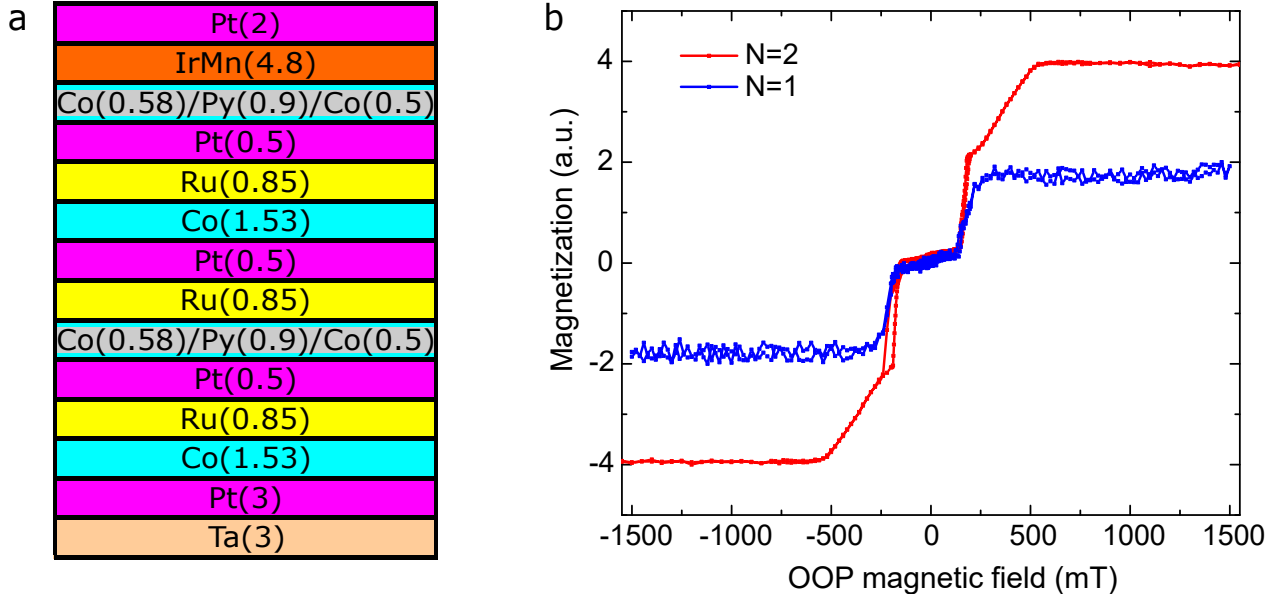 a
Pt(2)
IrMn(4.8)
Co(0.58)/Py(0.9)/Co(0.5)
Pt(0.5)
Ru(0.85)
Co(1.53)
Pt(0.5)
Ru(0.85)
Co(0.58)/Py(0.9)/Co(0.5)
Pt(0.5)
Ru(0.85)
Co(1.53)
Pt(3)
Ta(3)
b
N=2
N=1
Magnetization (a.u.)
4
2
0
-2
-4
-1500 -1000 -500 0 500 1000 1500
OOP magnetic field (mT)